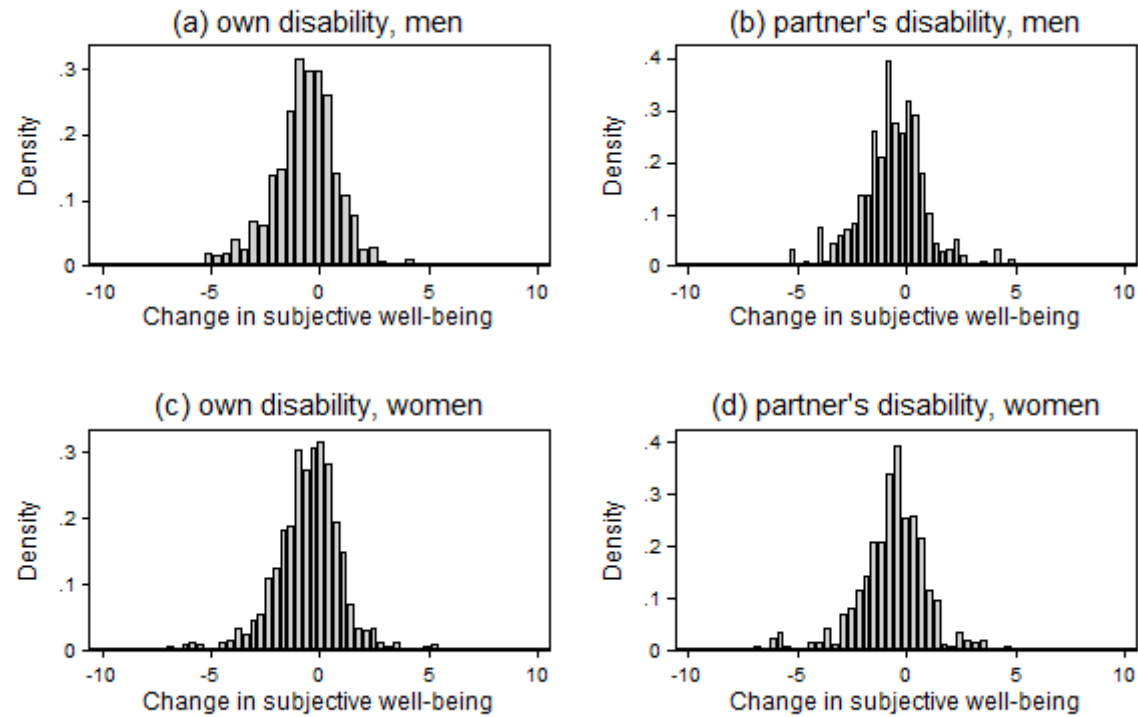 (a) own disability, men
.3
.2
.1
0
Density
-10 -5 0 5 10
Change in subjective well-being
(b) partner's disability, men
.4
.3
.2
.1
0
Density
-10 -5 0 5 10
Change in subjective well-being
(c) own disability, women
.3
.2
.1
0
Density
-10 -5 0 5 10
Change in subjective well-being
(d) partner's disability, women
.4
.3
.2
.1
0
Density
-10 -5 0 5 10
Change in subjective well-being